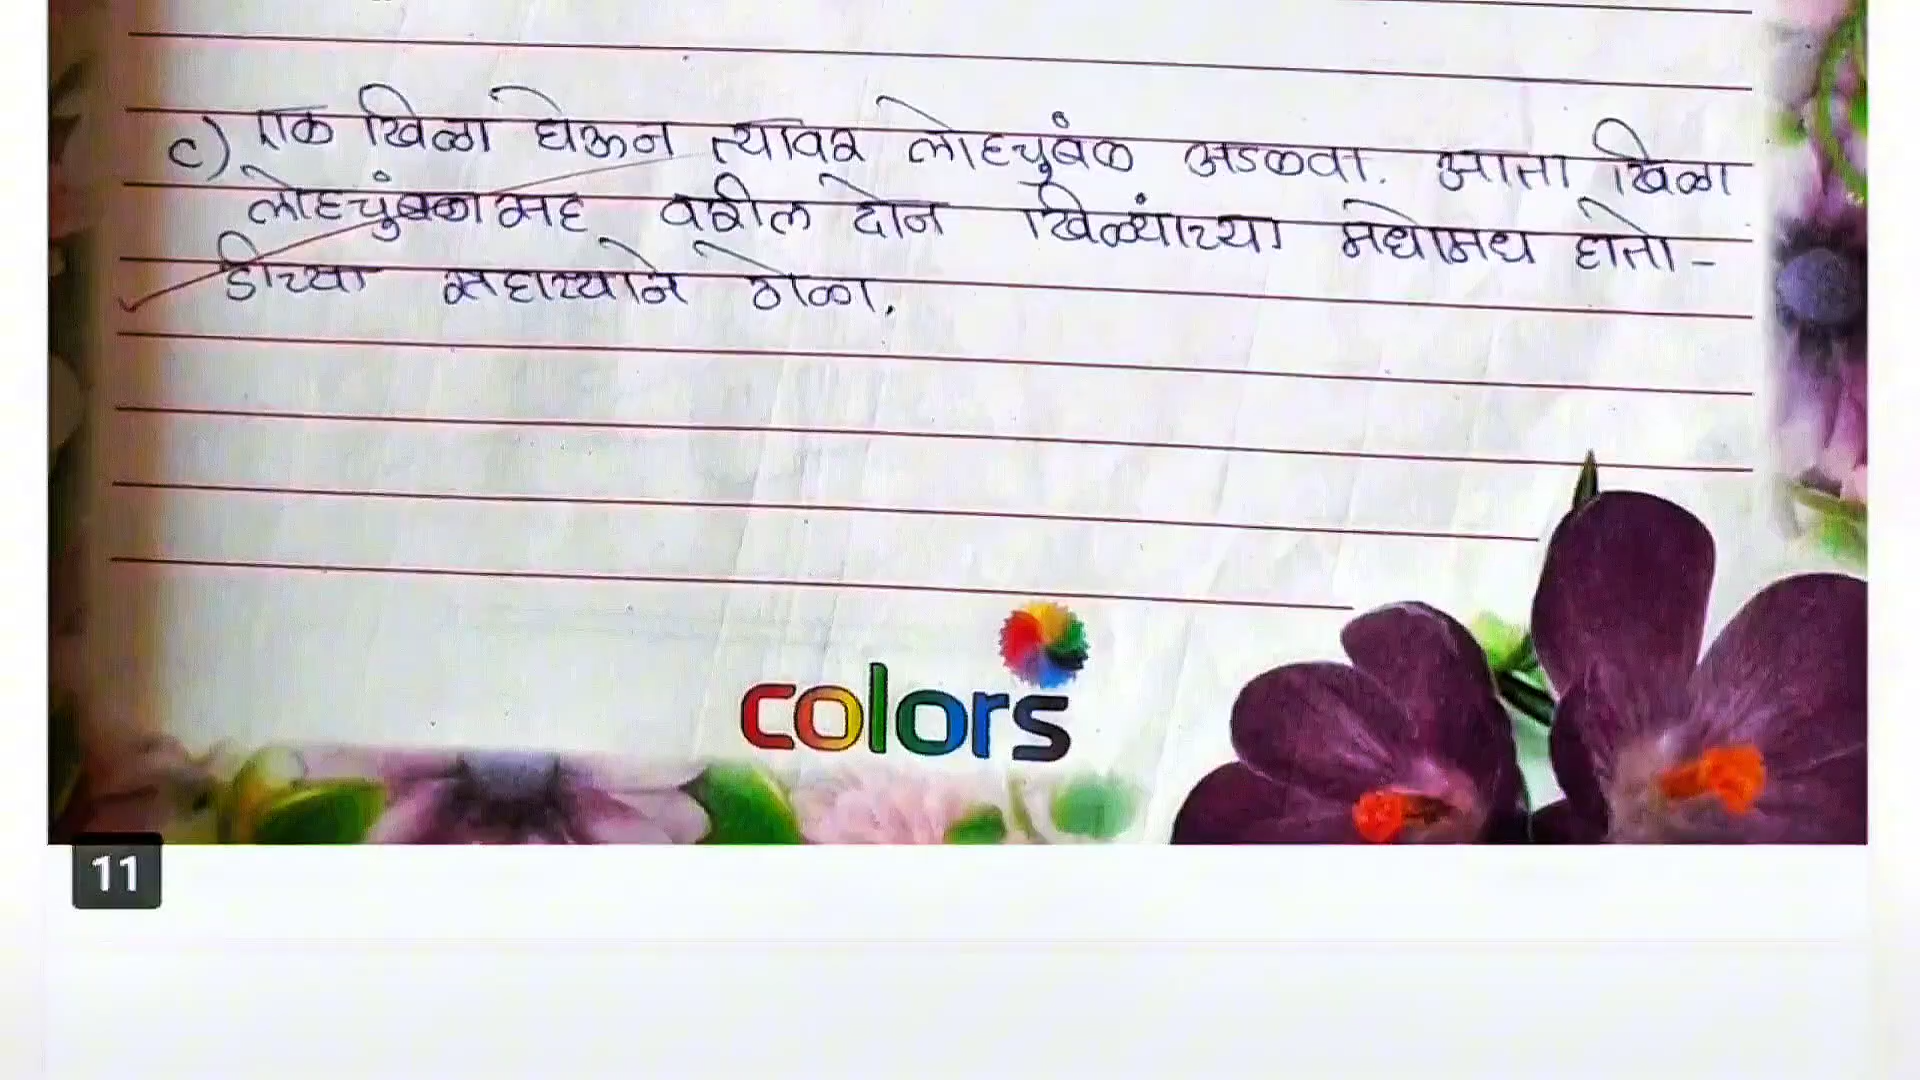 c) एक खिळा घेऊन त्यावर लोहचुंबक अडकवा. आता खिळा
लोहचुंबकासह वरील दोन खिळ्यांच्या मधोमध हातो-
डीच्या सहाय्याने ठोका.
colors
11